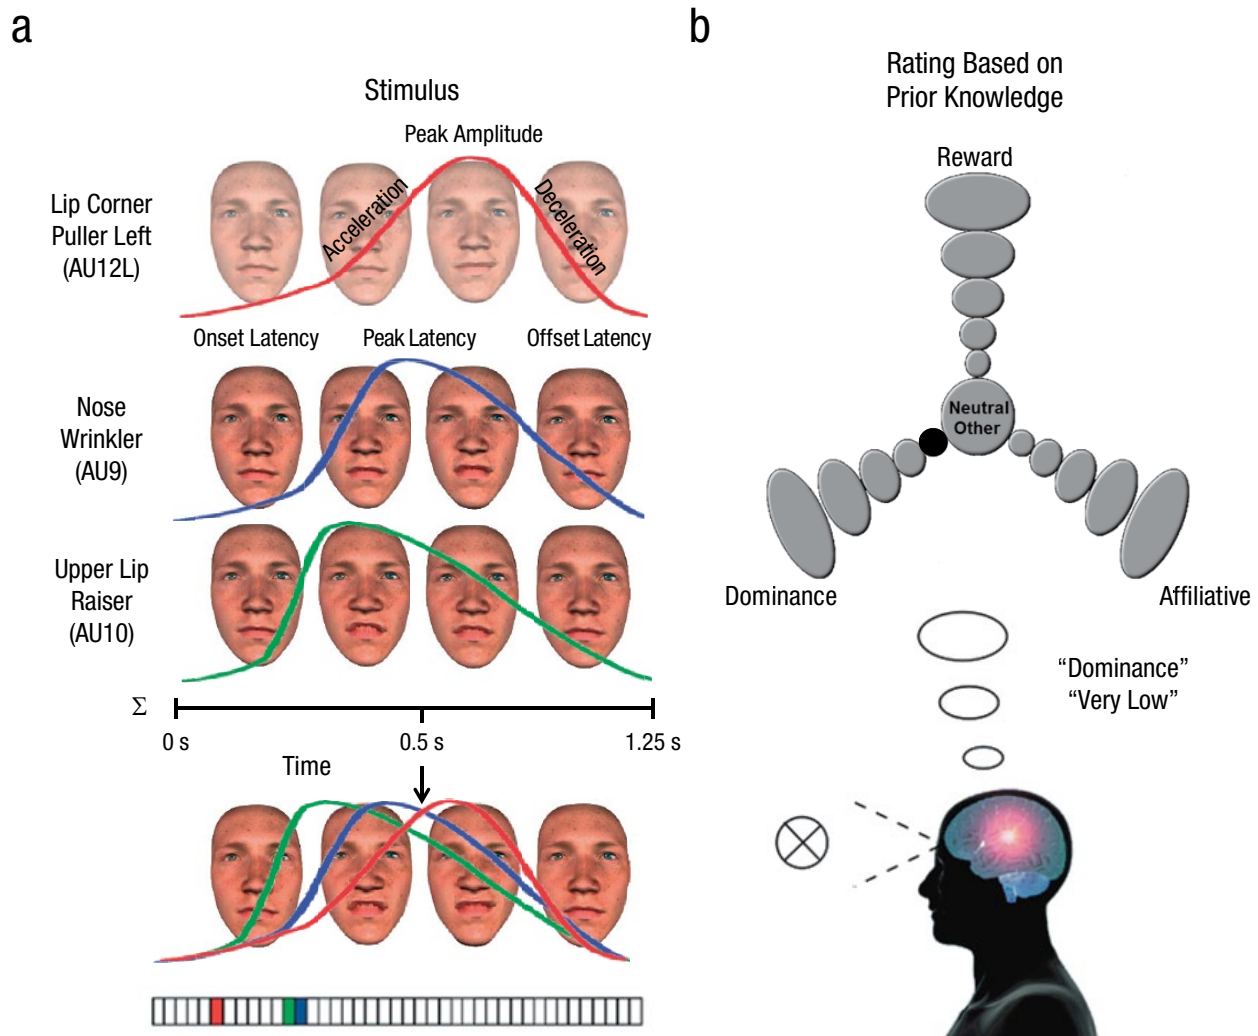 a
Stimulus
Peak Amplitude
Lip Corner
Puller Left
(AU12L)
Acceleration
Deceleration
Onset Latency
Peak Latency
Offset Latency
Nose
Wrinkler
(AU9)
Upper Lip
Raiser
(AU10)
Σ
0 s
0.5 s
1.25 s
Time
b
Rating Based on
Prior Knowledge
Reward
Neutral
Other
Dominance
Affiliative
“Dominance”
“Very Low”